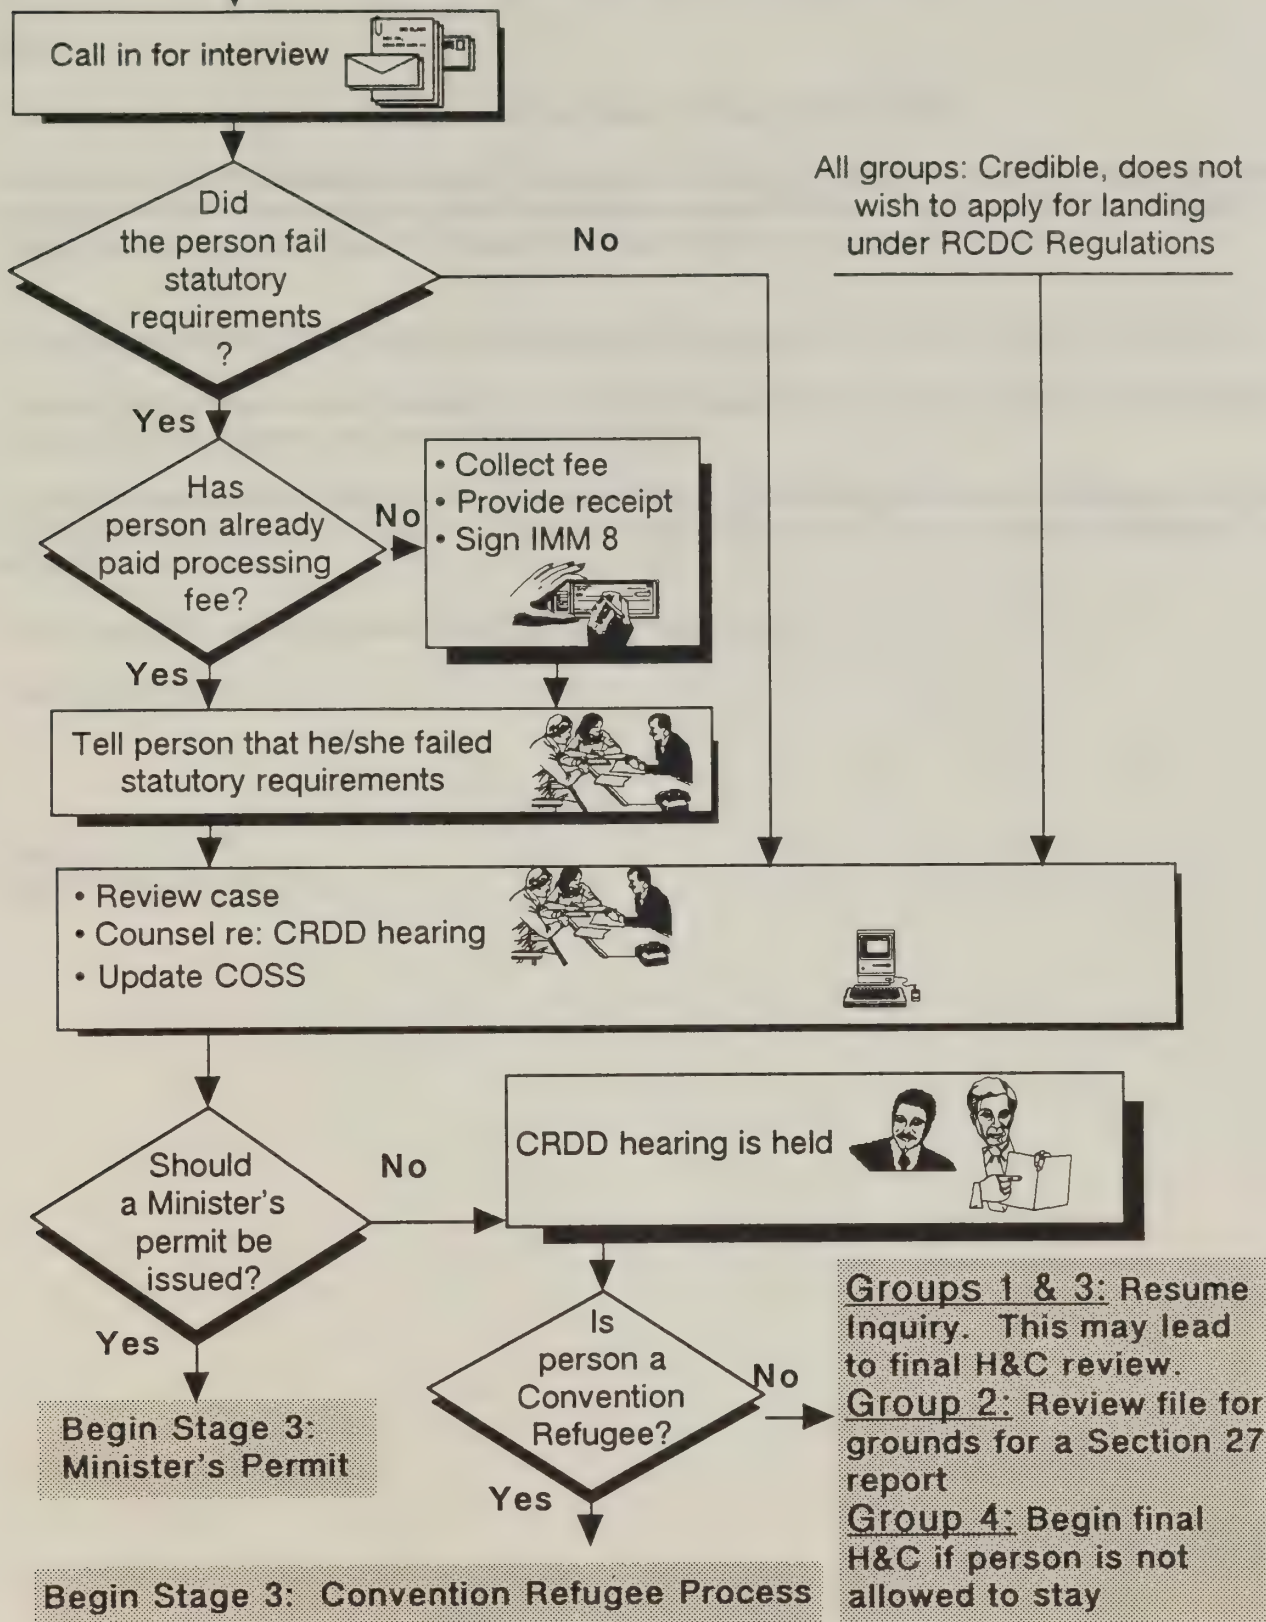 Call in for interview
All groups: Credible, does not
wish to apply for landing
under RCDC Regulations
Did
the person fail
statutory
requirements
?
No
Yes
Has
person already
paid processing
fee?
No
• Collect fee
• Provide receipt
• Sign IMM 8
Yes
Tell person that he/she failed
statutory requirements
• Review case
• Counsel re: CRDD hearing
• Update COSS
Should
a Minister's
permit be
issued?
No
CRDD hearing is held
Yes
Begin Stage 3:
Minister's Permit
Is
person a
Convention
Refugee?
No
Groups 1 & 3: Resume
Inquiry. This may lead
to final H&C review.
Group 2: Review file for
grounds for a Section 27
report
Group 4: Begin final
H&C if person is not
allowed to stay
Yes
Begin Stage 3: Convention Refugee Process